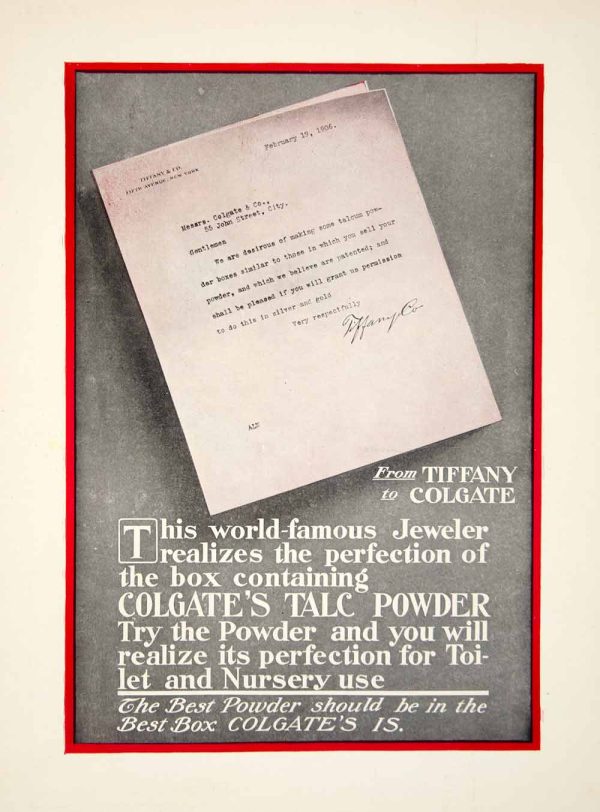 TIFFANY & CO.
FIFTH AVENUE NEW YORK
February 19, 1906.
Messrs. Colgate & Co.,
55 John Street, City.
Gentlemen
We are desirous of making some talcum pow-
der boxes similar to those in which you sell your
powder, and which we believe are patented; and
shall be pleased if you will grant us permission
to do this in silver and gold
Very respectfully
Tiffany Co
From TIFFANY
to COLGATE
This world-famous Jeweler
realizes the perfection of
the box containing
COLGATE'S TALC POWDER
Try the Powder and you will
realize its perfection for Toi-
let and Nursery use
The Best Powder should be in the
Best Box COLGATE'S IS.